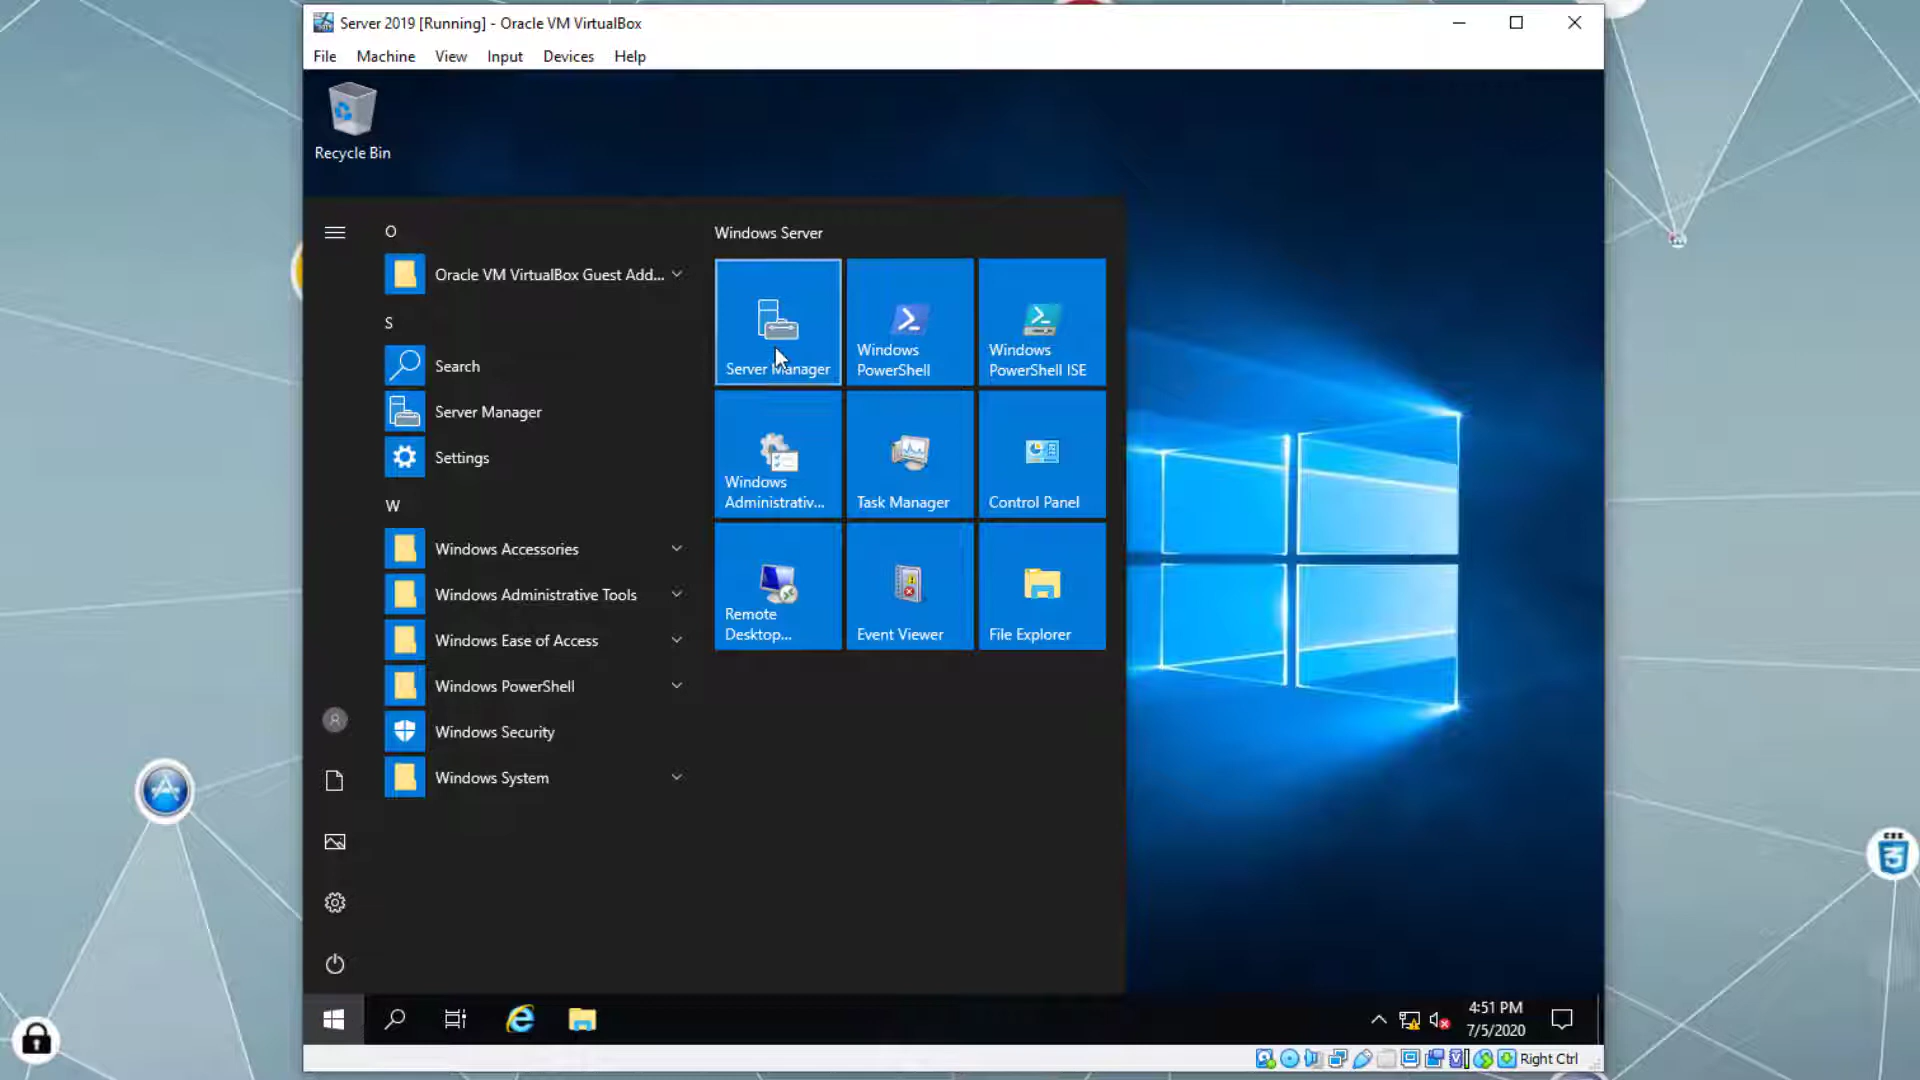 Server 2019 [Running] - Oracle VM VirtualBox
File Machine View Input Devices Help
Recycle Bin
O
Oracle VM VirtualBox Guest Add...
S
Search
Server Manager
Settings
W
Windows Accessories
Windows Administrative Tools
Windows Ease of Access
Windows PowerShell
Windows Security
Windows System
Windows Server
Server Manager
Windows
PowerShell
Windows
PowerShell ISE
Windows
Administrativ...
Task Manager
Control Panel
Remote
Desktop...
Event Viewer
File Explorer
4:51 PM
7/5/2020
Right Ctrl
CSS
3